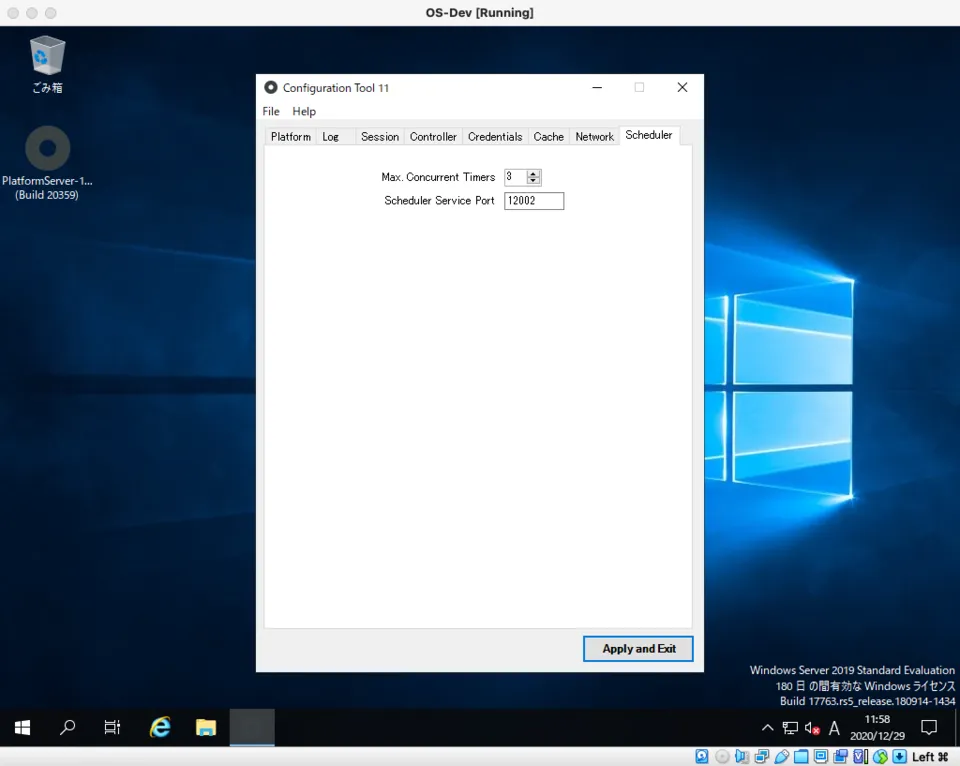 OS-Dev [Running]
ごみ箱
PlatformServer-1...
(Build 20359)
Configuration Tool 11
File Help
Platform Log Session Controller Credentials Cache Network Scheduler
Max. Concurrent Timers 3
Scheduler Service Port 12002
Apply and Exit
Windows Server 2019 Standard Evaluation
180 日の間有効な Windows ライセンス
Build 17763.rs5_release.180914-1434
A
11:58
2020/12/29
Left ⌘